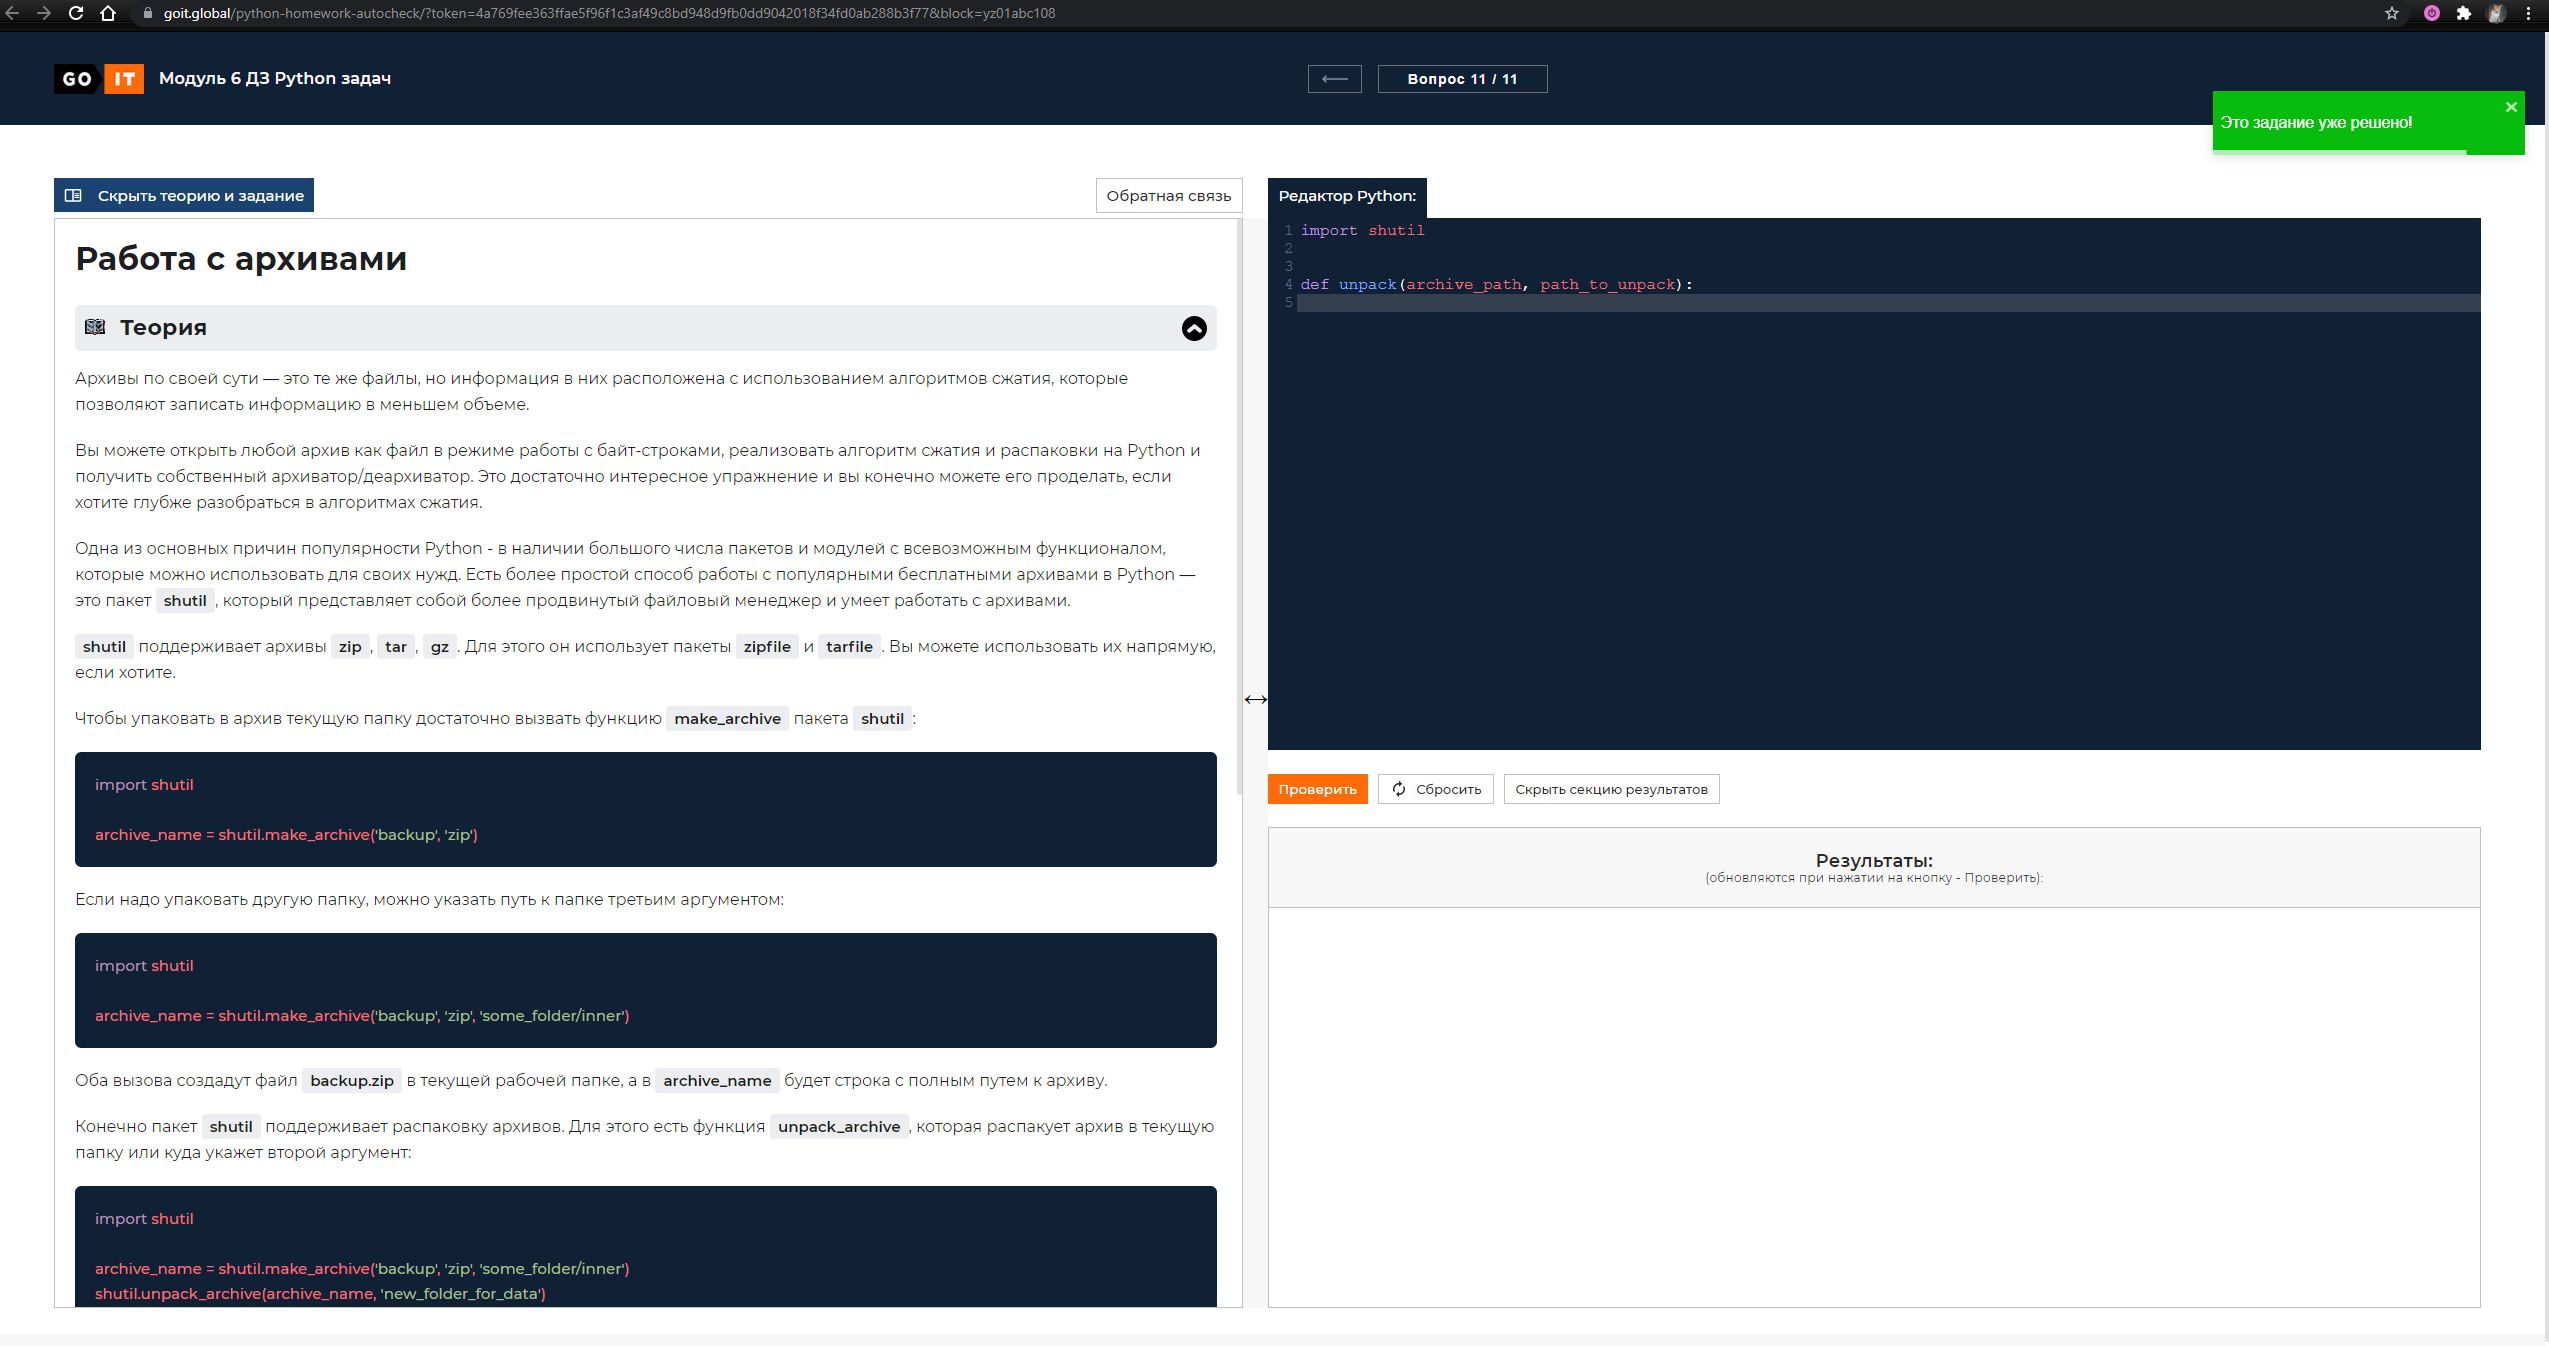 goit.global/python-homework-autocheck/?token=4a769fee363ffae5f96f1c3af49c8bd948d9fb0dd9042018f34fd0ab288b3f77&block=yz01abc108
GO IT Модуль 6 ДЗ Python задач
Вопрос 11 / 11
Это задание уже решено!
Скрыть теорию и задание
Обратная связь
Работа с архивами
Теория
Архивы по своей сути — это те же файлы, но информация в них расположена с использованием алгоритмов сжатия, которые
позволяют записать информацию в меньшем объеме.
Вы можете открыть любой архив как файл в режиме работы с байт-строками, реализовать алгоритм сжатия и распаковки на Python и
получить собственный архиватор/деархиватор. Это достаточно интересное упражнение и вы конечно можете его проделать, если
хотите глубже разобраться в алгоритмах сжатия.
Одна из основных причин популярности Python - в наличии большого числа пакетов и модулей с всевозможным функционалом,
которые можно использовать для своих нужд. Есть более простой способ работы с популярными бесплатными архивами в Python —
это пакет shutil, который представляет собой более продвинутый файловый менеджер и умеет работать с архивами.
shutil поддерживает архивы zip, tar, gz. Для этого он использует пакеты zipfile и tarfile. Вы можете использовать их напрямую,
если хотите.
Чтобы упаковать в архив текущую папку достаточно вызвать функцию make_archive пакета shutil:
import shutil
archive_name = shutil.make_archive('backup', 'zip')
Если надо упаковать другую папку, можно указать путь к папке третьим аргументом:
import shutil
archive_name = shutil.make_archive('backup', 'zip', 'some_folder/inner')
Оба вызова создадут файл backup.zip в текущей рабочей папке, а в archive_name будет строка с полным путем к архиву.
Конечно пакет shutil поддерживает распаковку архивов. Для этого есть функция unpack_archive, которая распакует архив в текущую
папку или куда укажет второй аргумент:
import shutil
archive_name = shutil.make_archive('backup', 'zip', 'some_folder/inner')
shutil.unpack_archive(archive_name, 'new_folder_for_data')
Редактор Python:
1 import shutil
2
3
4 def unpack(archive_path, path_to_unpack):
5
Проверить
Сбросить
Скрыть секцию результатов
Результаты:
(обновляются при нажатии на кнопку - Проверить):